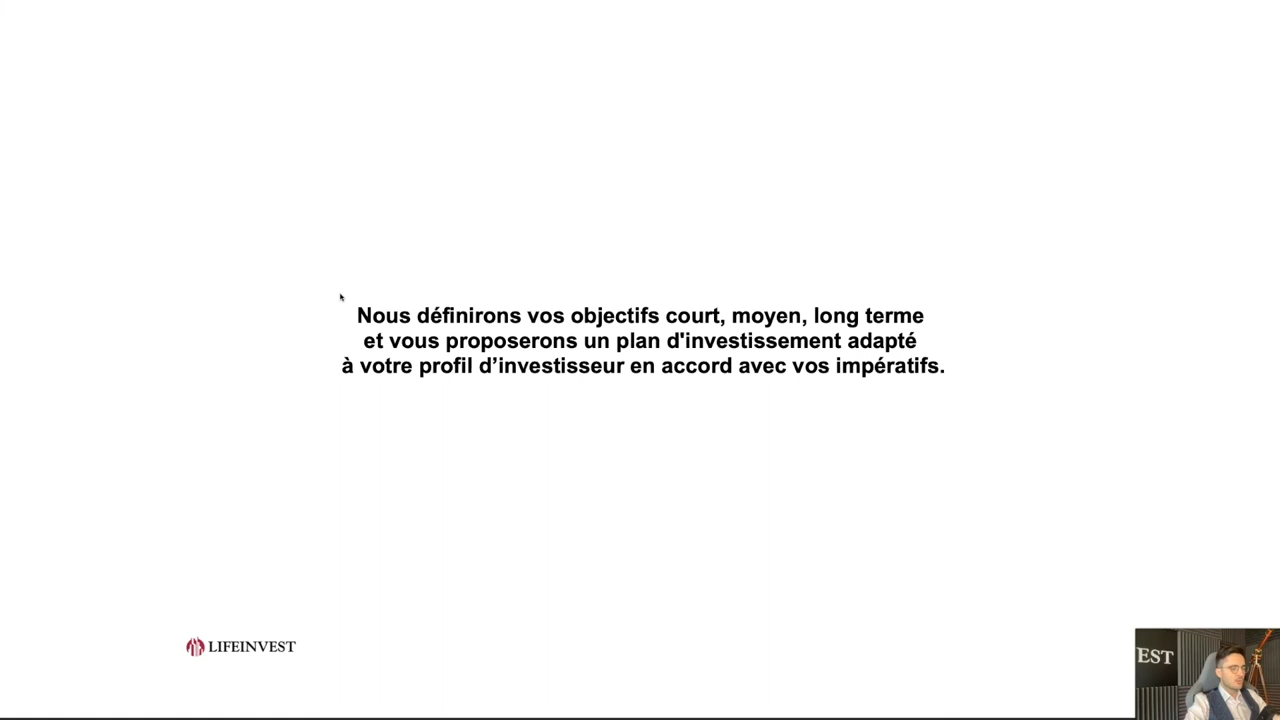 Nous définirons vos objectifs court, moyen, long terme
et vous proposerons un plan d'investissement adapté
à votre profil d’investisseur en accord avec vos impératifs.
LIFEINVEST
EST